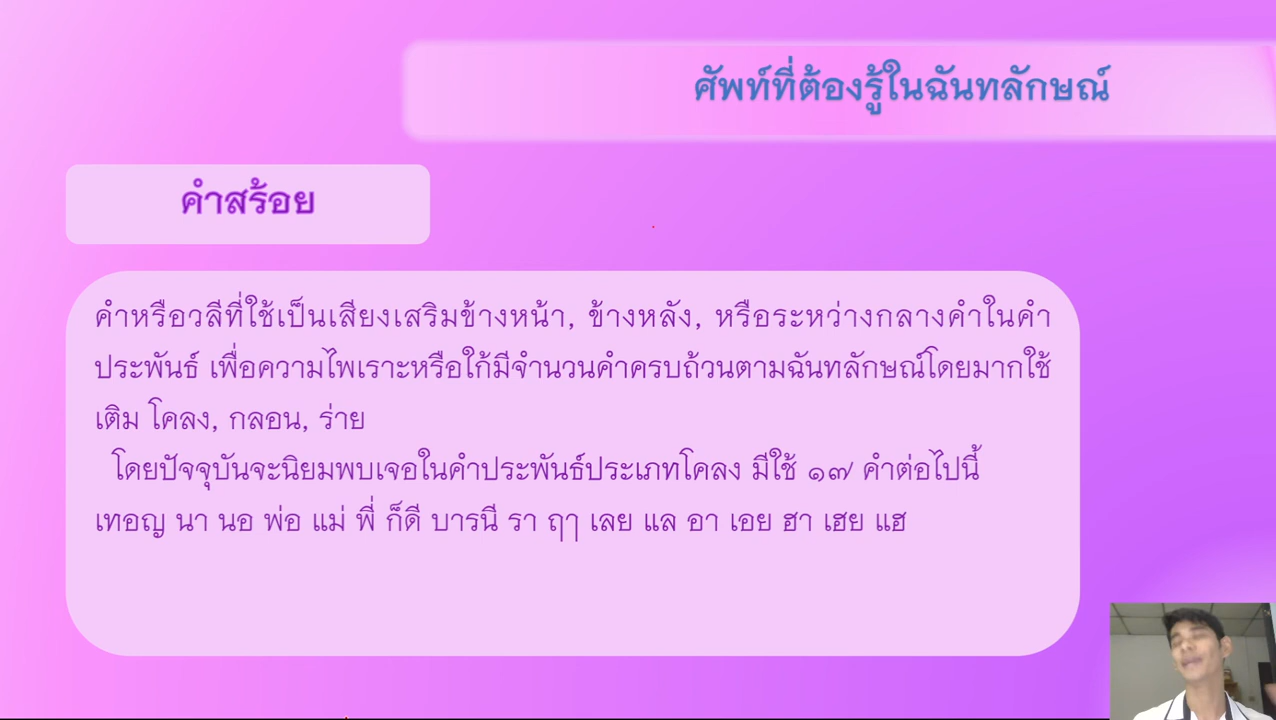 ศัพท์ที่ต้องรู้ในฉันทลักษณ์
คำสร้อย
คำหรือวลีที่ใช้เป็นเสียงเสริมข้างหน้า, ข้างหลัง, หรือระหว่างกลางคำในคำ
ประพันธ์ เพื่อความไพเราะหรือใก้มีจำนวนคำครบถ้วนตามฉันทลักษณ์โดยมากใช้
เติม โคลง, กลอน, ร่าย
โดยปัจจุบันจะนิยมพบเจอในคำประพันธ์ประเภทโคลง มีใช้ ๑๗ คำต่อไปนี้
เทอญ นา นอ พ่อ แม่ พี่ ก็ดี บารนี รา ฤๅ เลย แล อา เอย ฮา เฮย แฮ